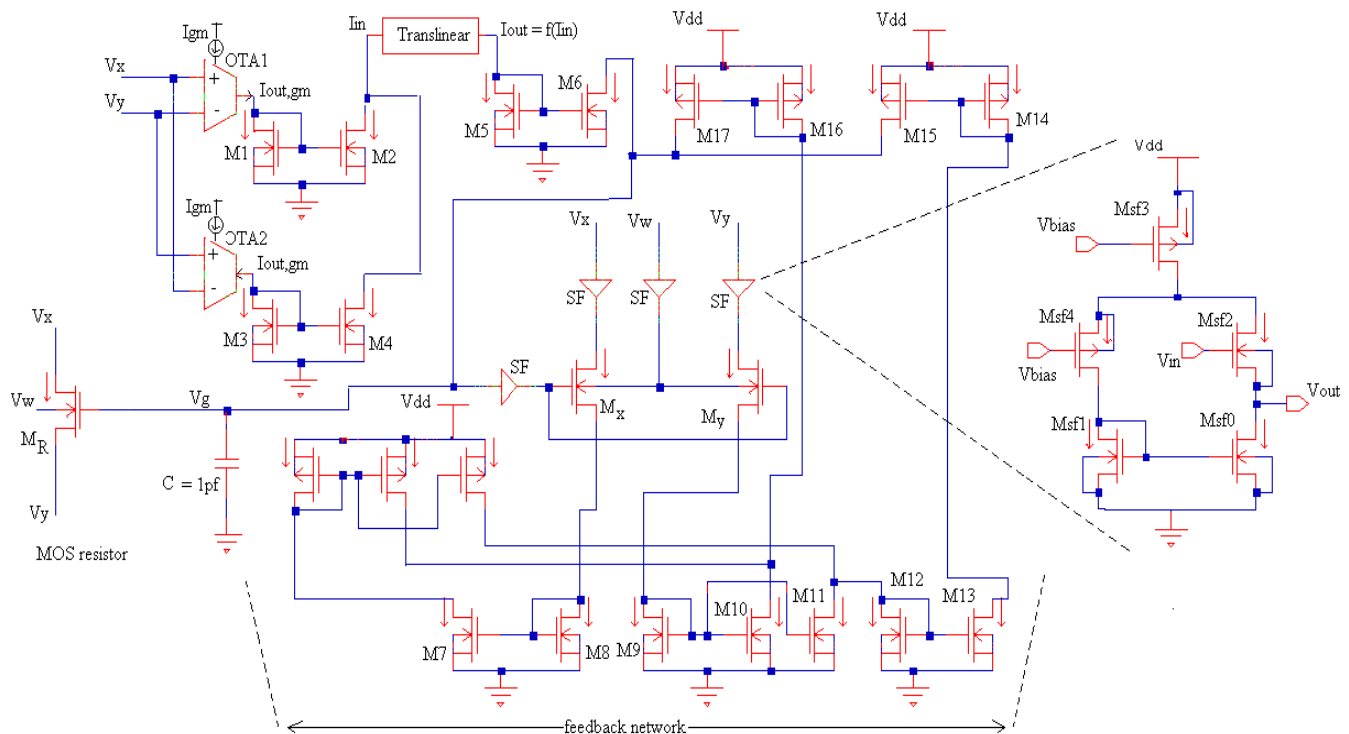 Igm
OTA1
Vx
+
Vy
-
Iout,gm
M1
M2
Iin
Translinear
Iout = f(Iin)
M5
M6
Vdd
Vdd
M17
M16
M15
M14
Igm
OTA2
+
-
Iout,gm
M3
M4
Vx
Vw
Vy
SF
SF
SF
Vdd
Msf3
Vbias
Msf4
Msf2
Vbias
Vin
Vout
Msf1
Msf0
Vx
Vw
MR
Vy
MOS resistor
Vg
C = 1pf
SF
Mx
My
Vdd
M7
M8
M9
M10
M11
M12
M13
feedback network